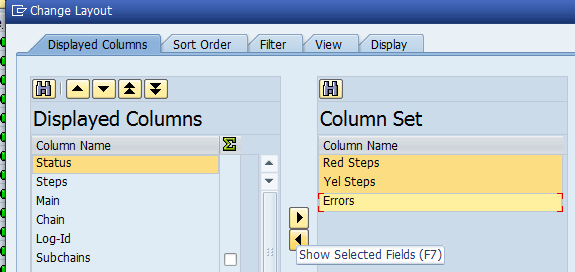 Change Layout
Displayed Columns Sort Order Filter View Display
Displayed Columns
Column Name
Status
Steps
Main
Chain
Log-Id
Subchains
Column Set
Column Name
Red Steps
Yel Steps
Errors
Show Selected Fields (F7)